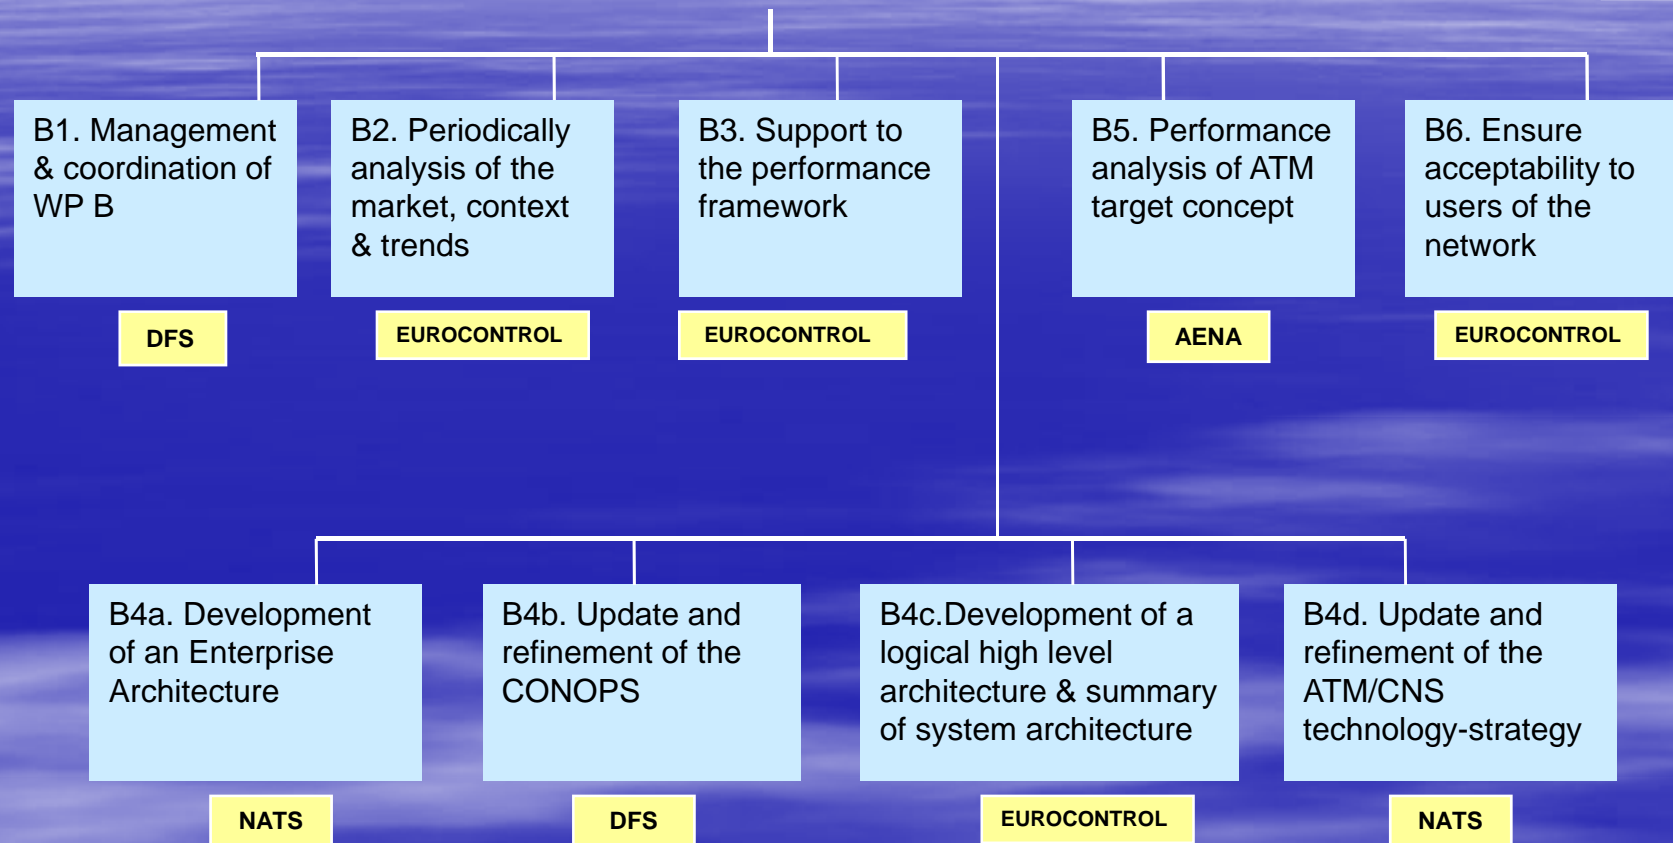 B1. Management
& coordination of
WP B
DFS
B2. Periodically
analysis of the
market, context
& trends
EUROCONTROL
B3. Support to
the performance
framework
EUROCONTROL
B5. Performance
analysis of ATM
target concept
AENA
B6. Ensure
acceptability to
users of the
network
EUROCONTROL
B4a. Development
of an Enterprise
Architecture
NATS
B4b. Update and
refinement of the
CONOPS
DFS
B4c.Development of a
logical high level
architecture & summary
of system architecture
EUROCONTROL
B4d. Update and
refinement of the
ATM/CNS
technology-strategy
NATS